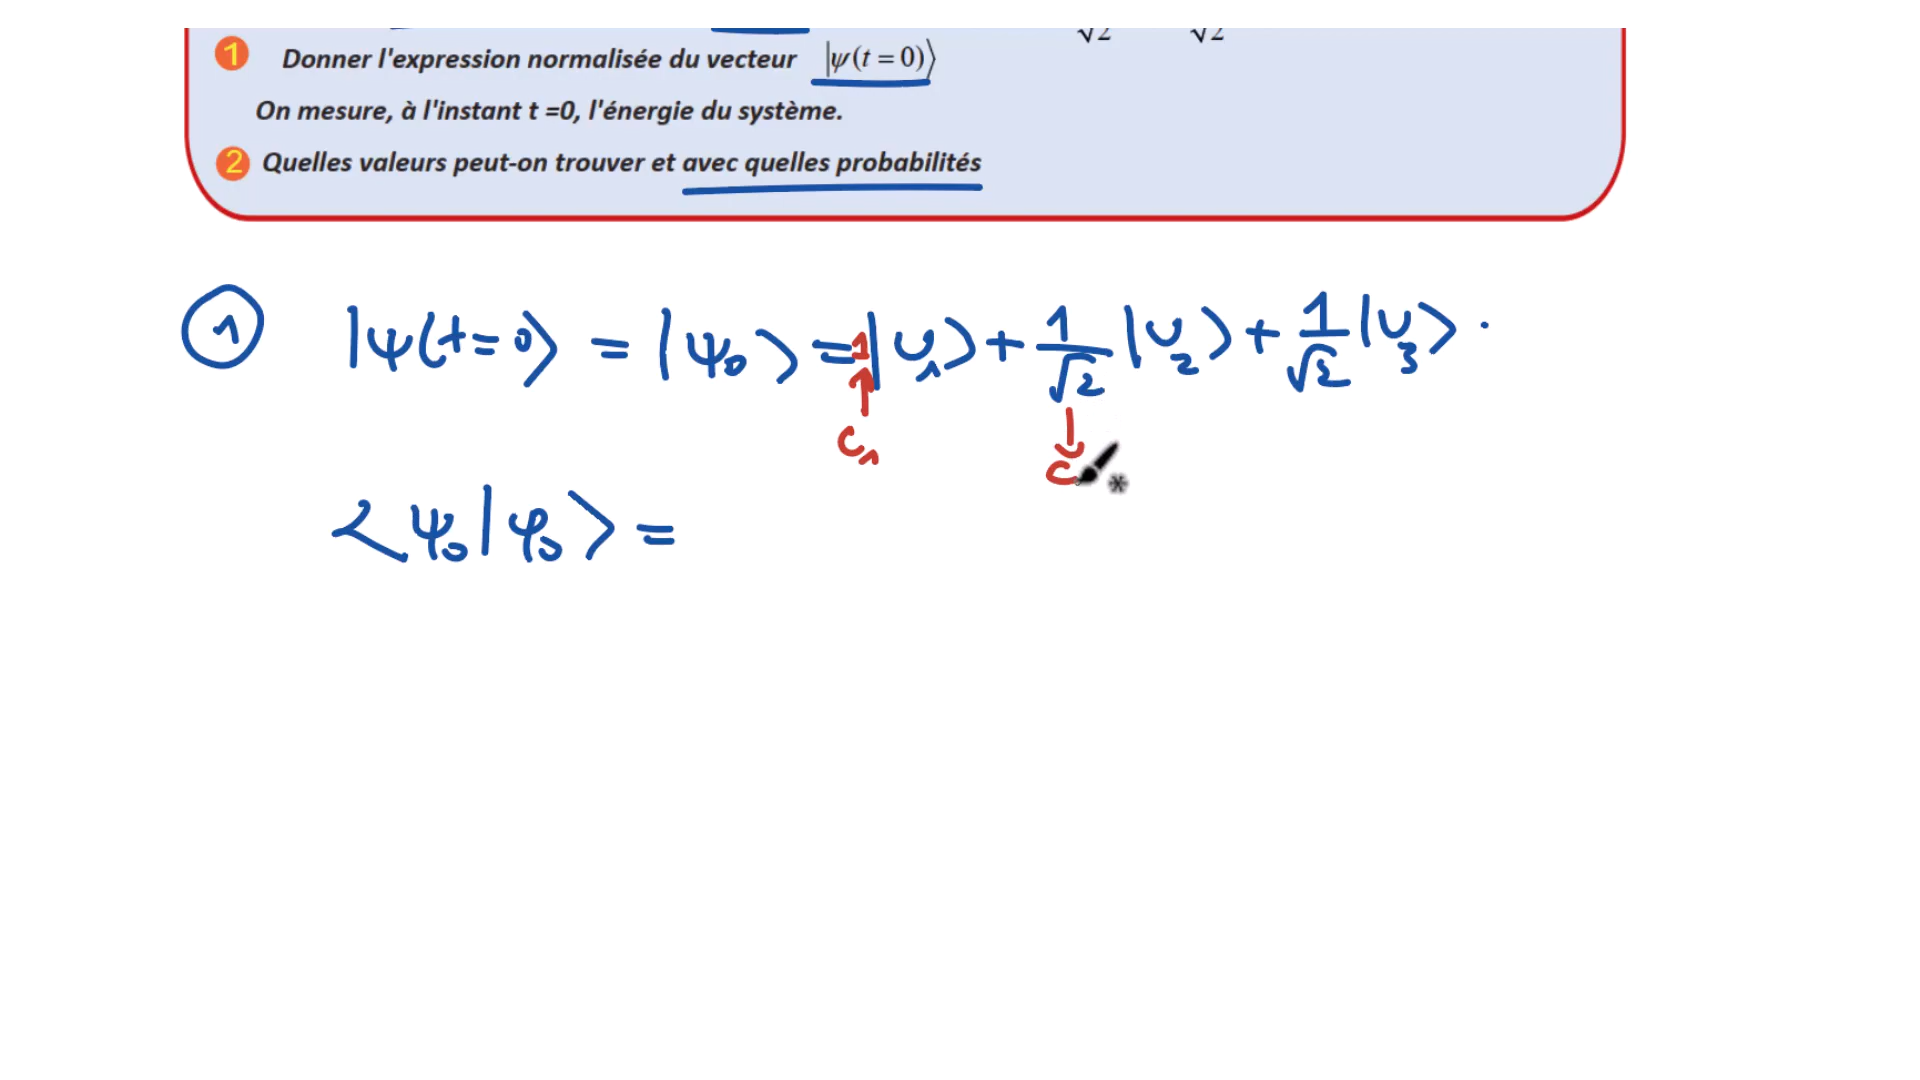 √2 √2
1 Donner l'expression normalisée du vecteur |ψ(t = 0)⟩
On mesure, à l'instant t =0, l'énergie du système.
2 Quelles valeurs peut-on trouver et avec quelles probabilités
1 |ψ(t=0⟩ = |ψ₀⟩ = 1|U₁⟩ + 1/√2 |U₂⟩ + 1/√2 |U₃⟩ .
↑ ↓
C₁ C
⟨ψ₀|φ₀⟩ =